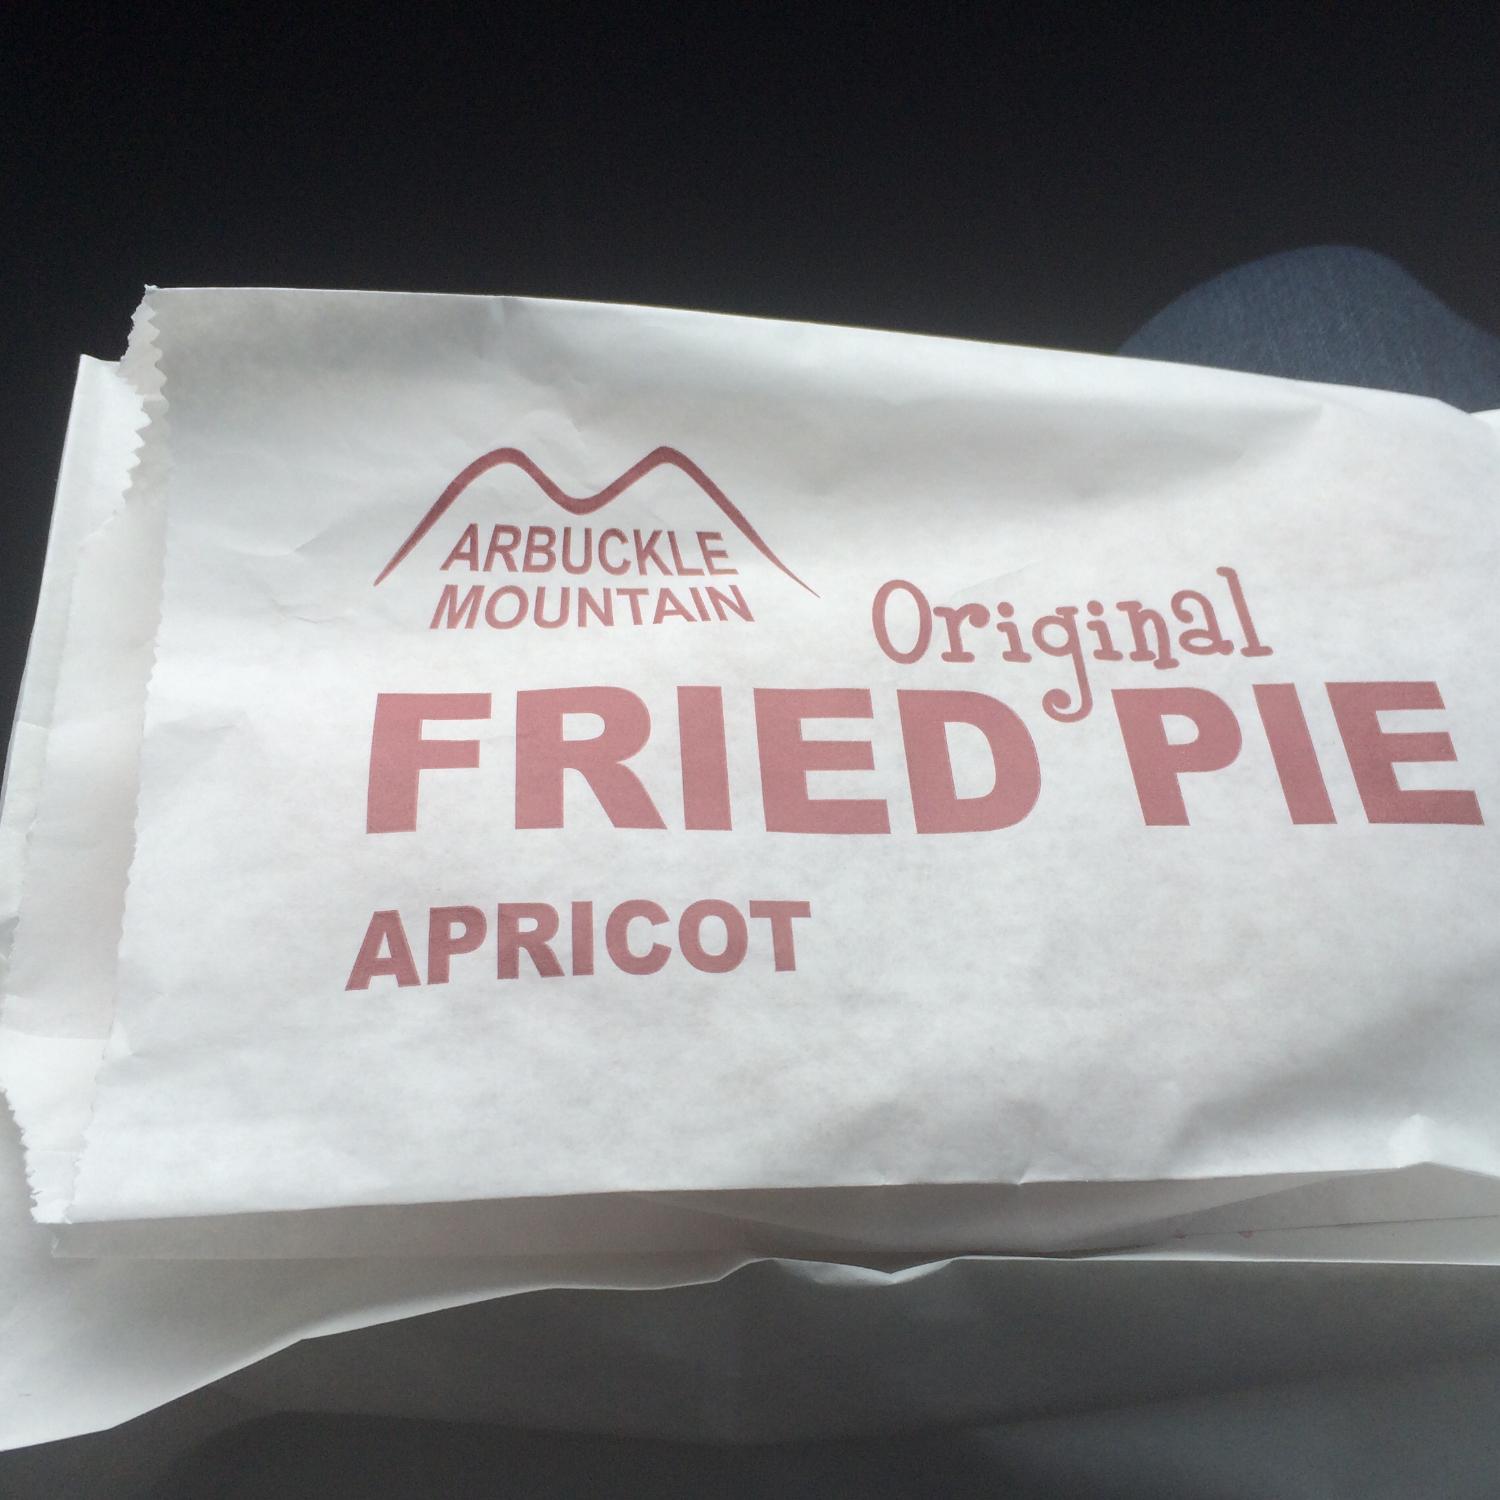 ARBUCKLE
MOUNTAIN
Original
FRIED PIE
APRICOT